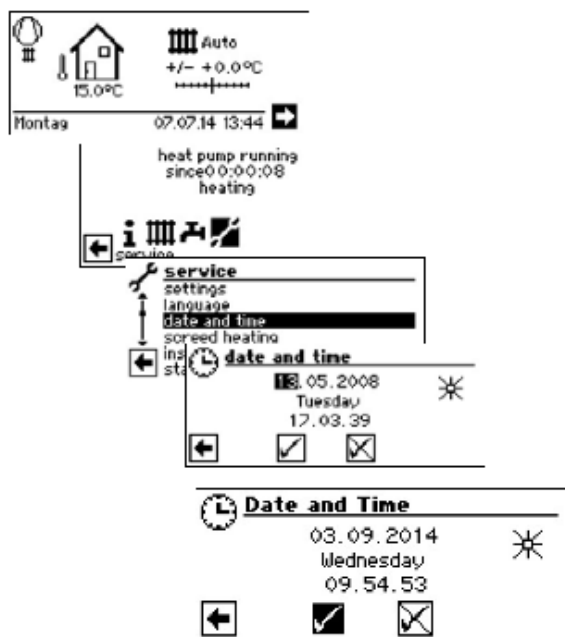 Auto
+/- +0.0°C
15.0°C
Montag 07.07.14 13:44
heat pump running
since00:00:08
heating
service
service
settings
language
date and time
screed heating
ins
sta
date and time
13.05.2008
Tuesday
17.03.39
Date and Time
03.09.2014
Wednesday
09.54.53